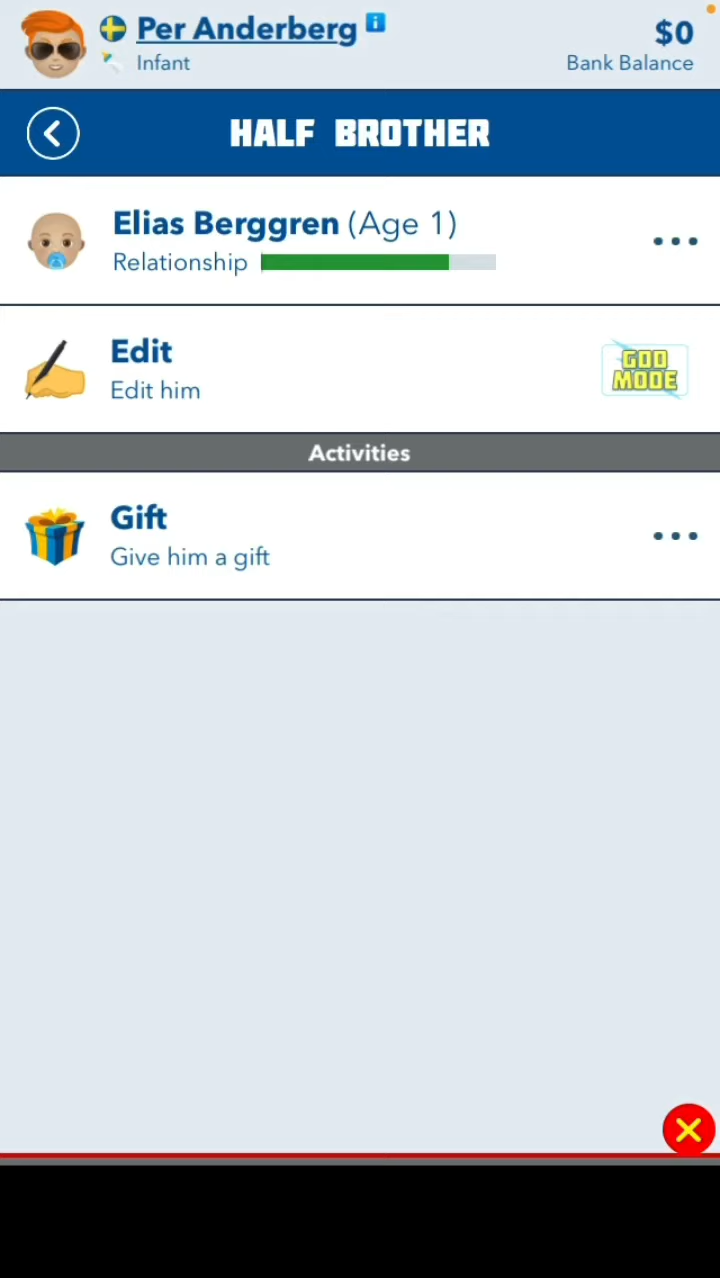 Per Anderberg i
$0
Infant
Bank Balance
HALF BROTHER
Elias Berggren (Age 1)
Relationship
Edit
Edit him
GOD
MODE
Activities
Gift
Give him a gift